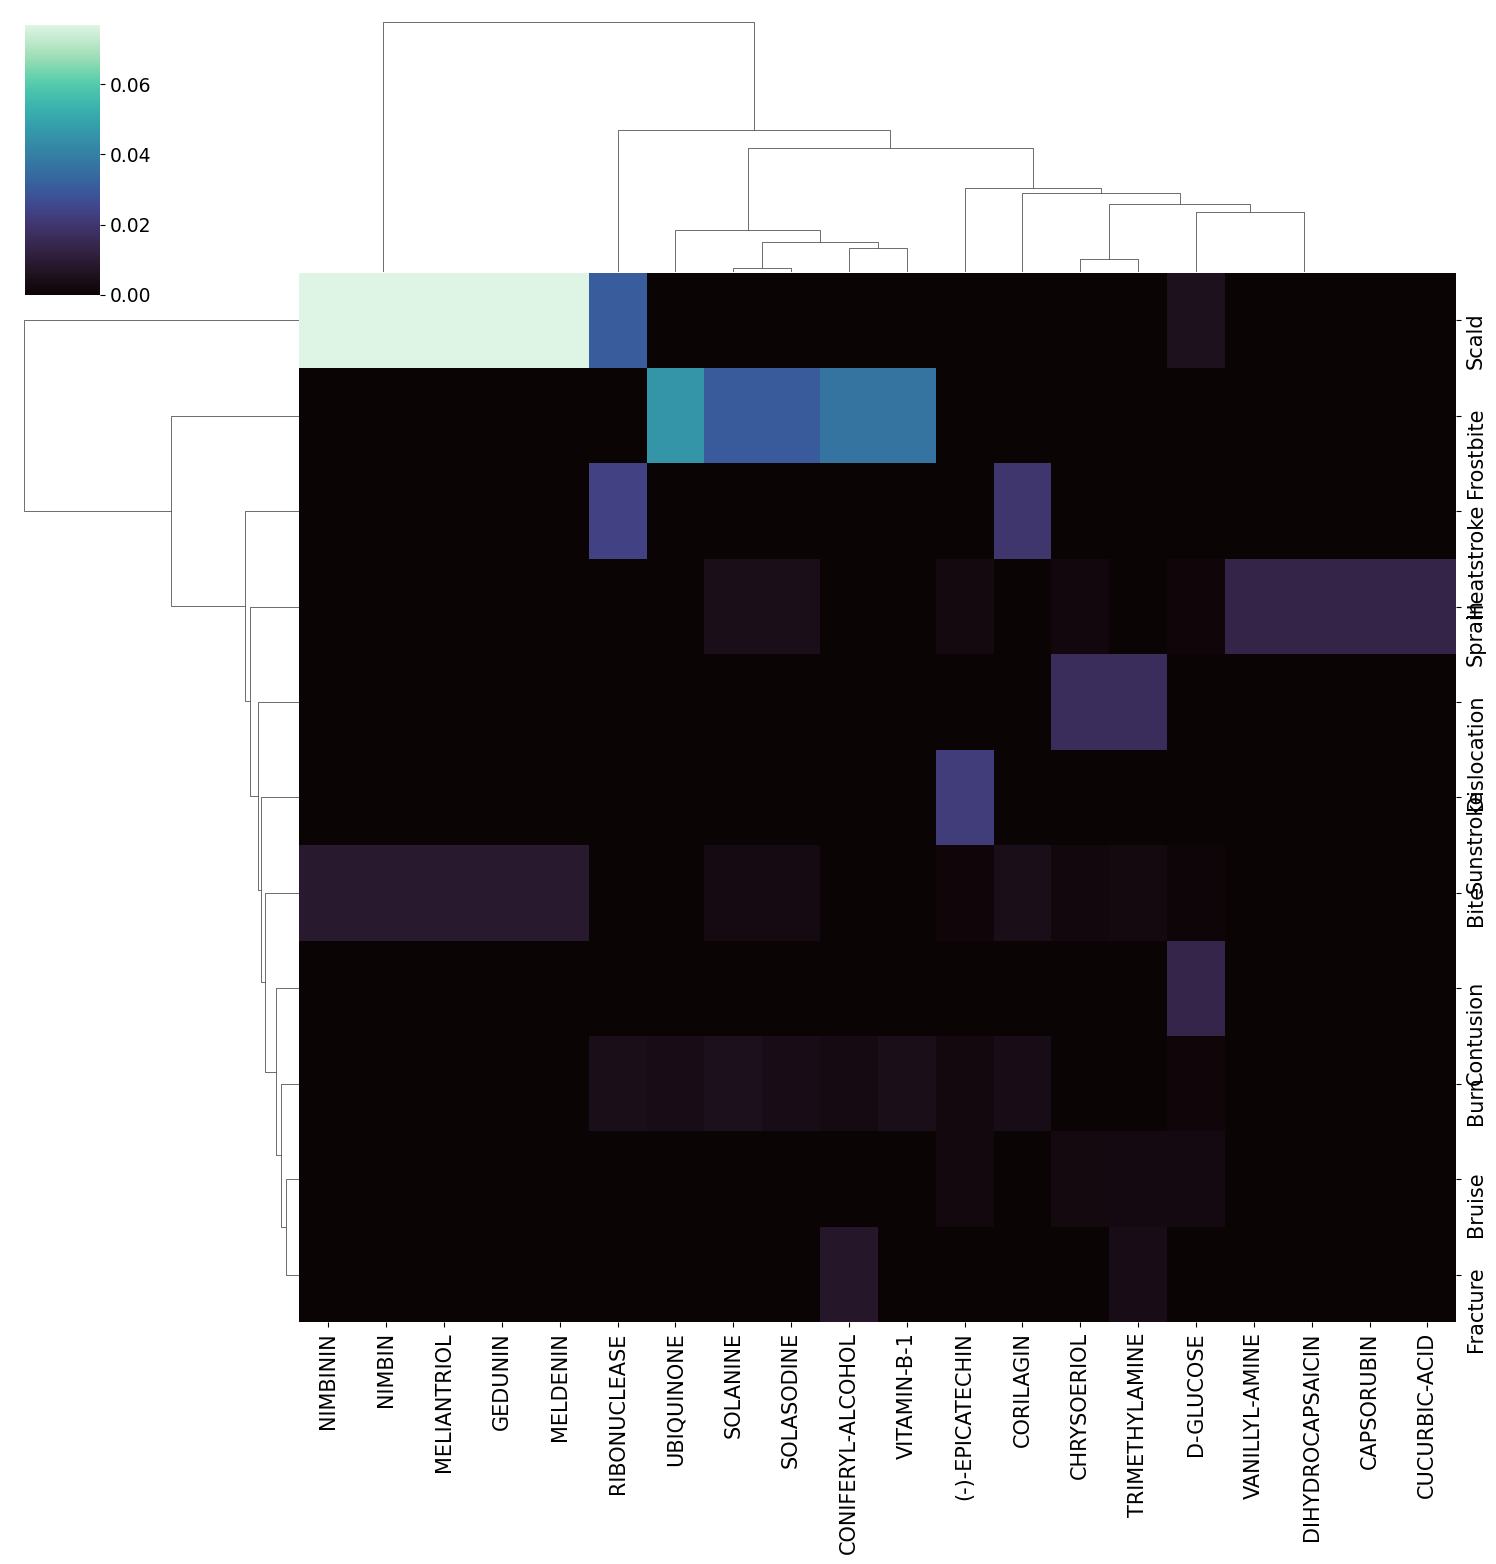 0.06
0.04
0.02
0.00
Scald
Frostbite
heatstroke
Sprain
Dislocation
Sunstroke
Bite
Contusion
Burn
Bruise
Fracture
NIMBININ
NIMBIN
MELIANTRIOL
GEDUNIN
MELDENIN
RIBONUCLEASE
UBIQUINONE
SOLANINE
SOLASODINE
CONIFERYL-ALCOHOL
VITAMIN-B-1
(-)-EPICATECHIN
CORILAGIN
CHRYSOERIOL
TRIMETHYLAMINE
D-GLUCOSE
VANILLYL-AMINE
DIHYDROCAPSAICIN
CAPSORUBIN
CUCURBIC-ACID